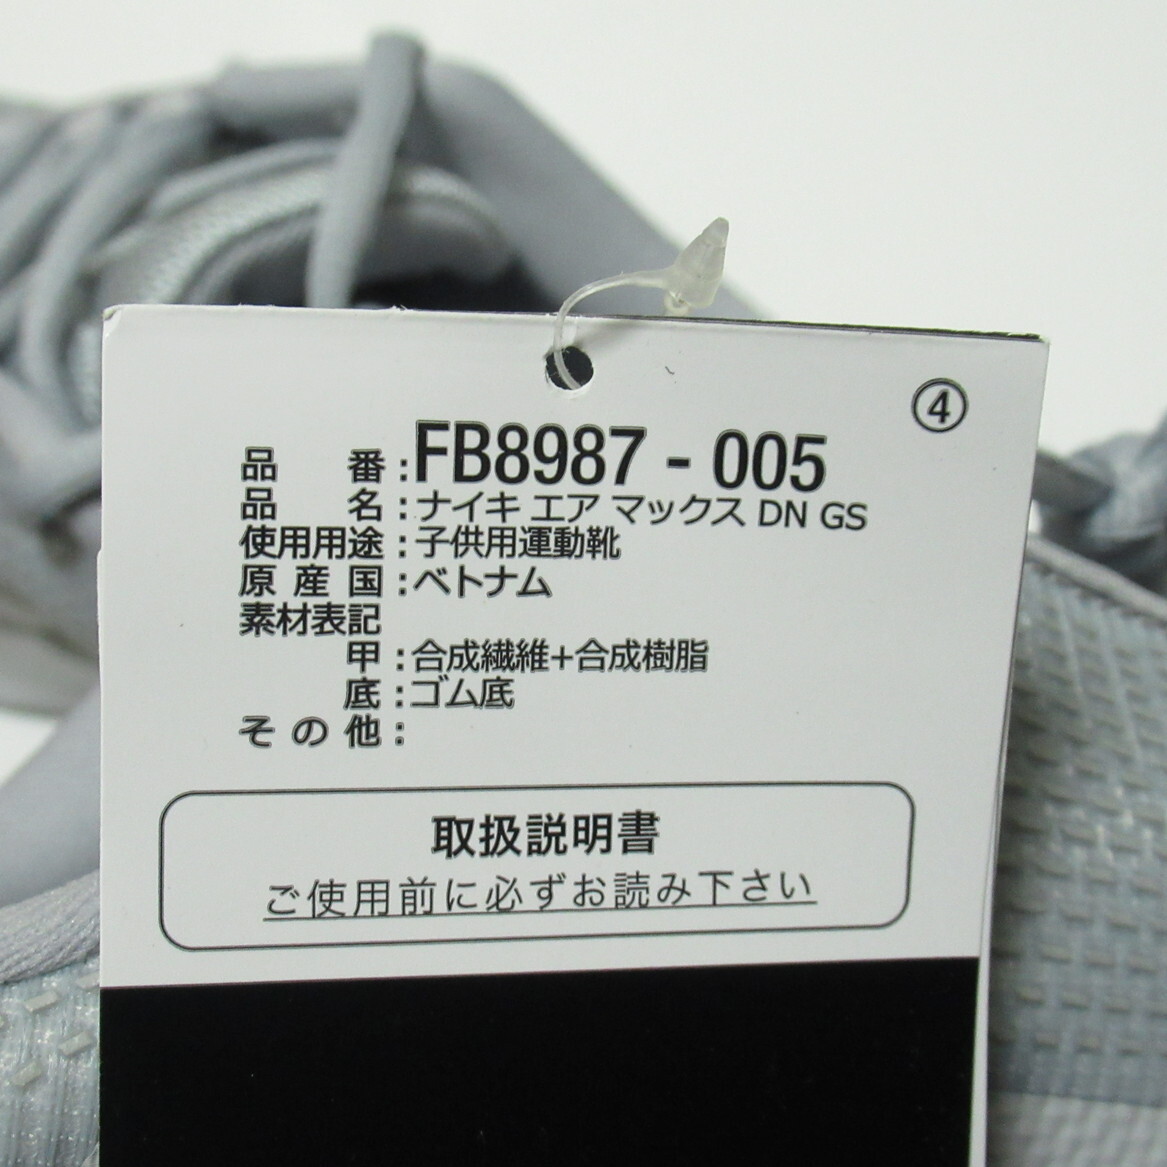 ④
品番:FB8987-005
品名:ナイキ エア マックス DN GS
使用用途:子供用運動靴
原産国:ベトナム
素材表記
甲:合成繊維+合成樹脂
底:ゴム底
その他:
取扱説明書
ご使用前に必ずお読み下さい